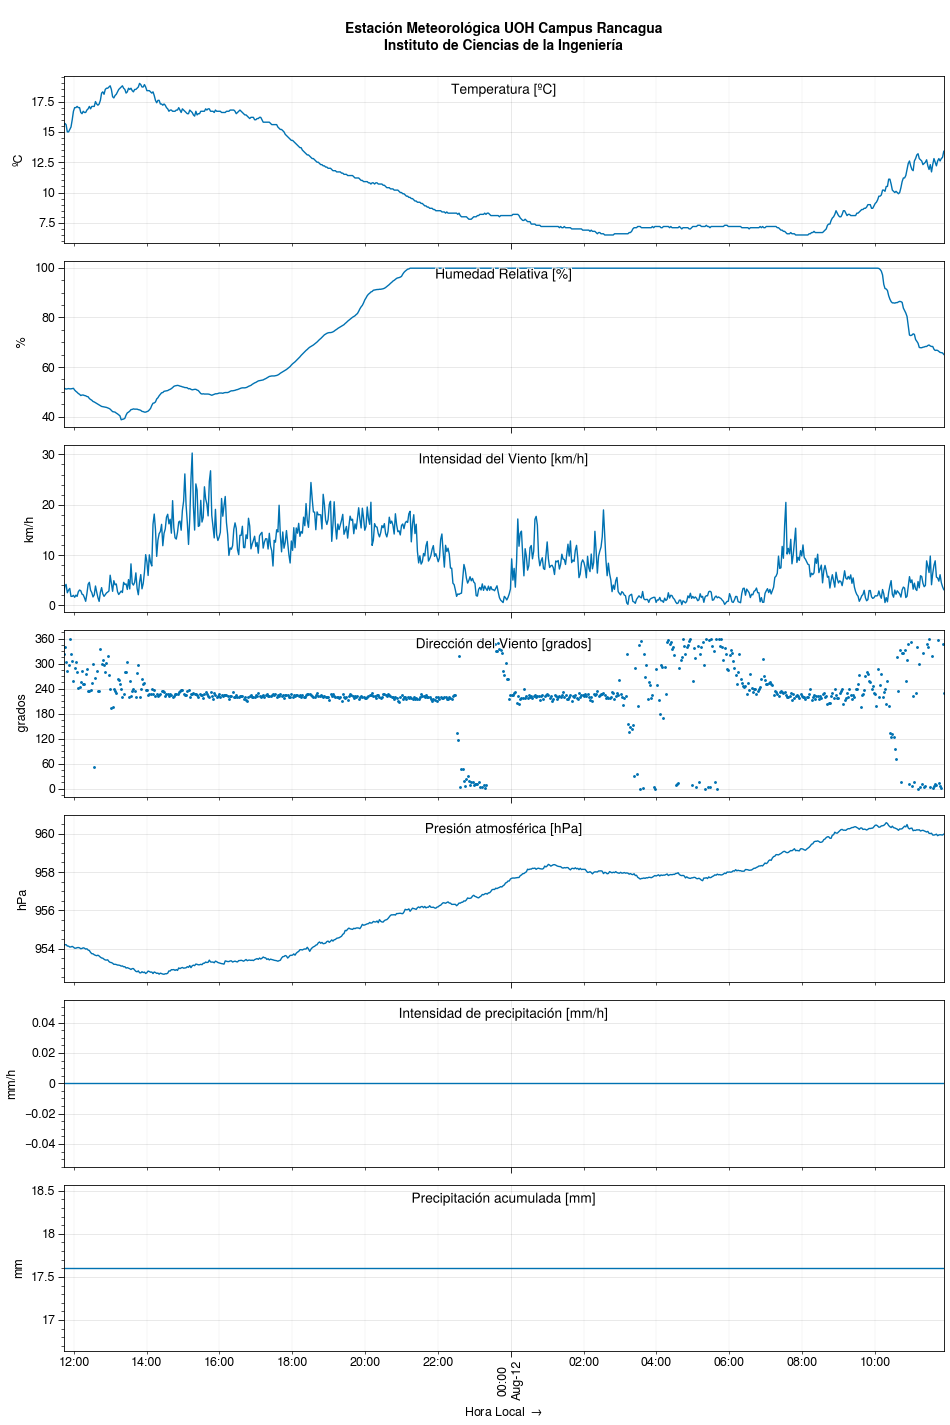 Estación Meteorológica UOH Campus Rancagua
Instituto de Ciencias de la Ingeniería
Temperatura [ºC]
ºC
17.5
15
12.5
10
7.5
Humedad Relativa [%]
%
100
80
60
40
Intensidad del Viento [km/h]
km/h
30
20
10
0
Dirección del Viento [grados]
grados
360
300
240
180
120
60
0
Presión atmosférica [hPa]
hPa
960
958
956
954
Intensidad de precipitación [mm/h]
mm/h
0.04
0.02
0
−0.02
−0.04
Precipitación acumulada [mm]
mm
18.5
18
17.5
17
12:00 14:00 16:00 18:00 20:00 22:00 00:00 02:00 04:00 06:00 08:00 10:00
Aug-12
Hora Local →